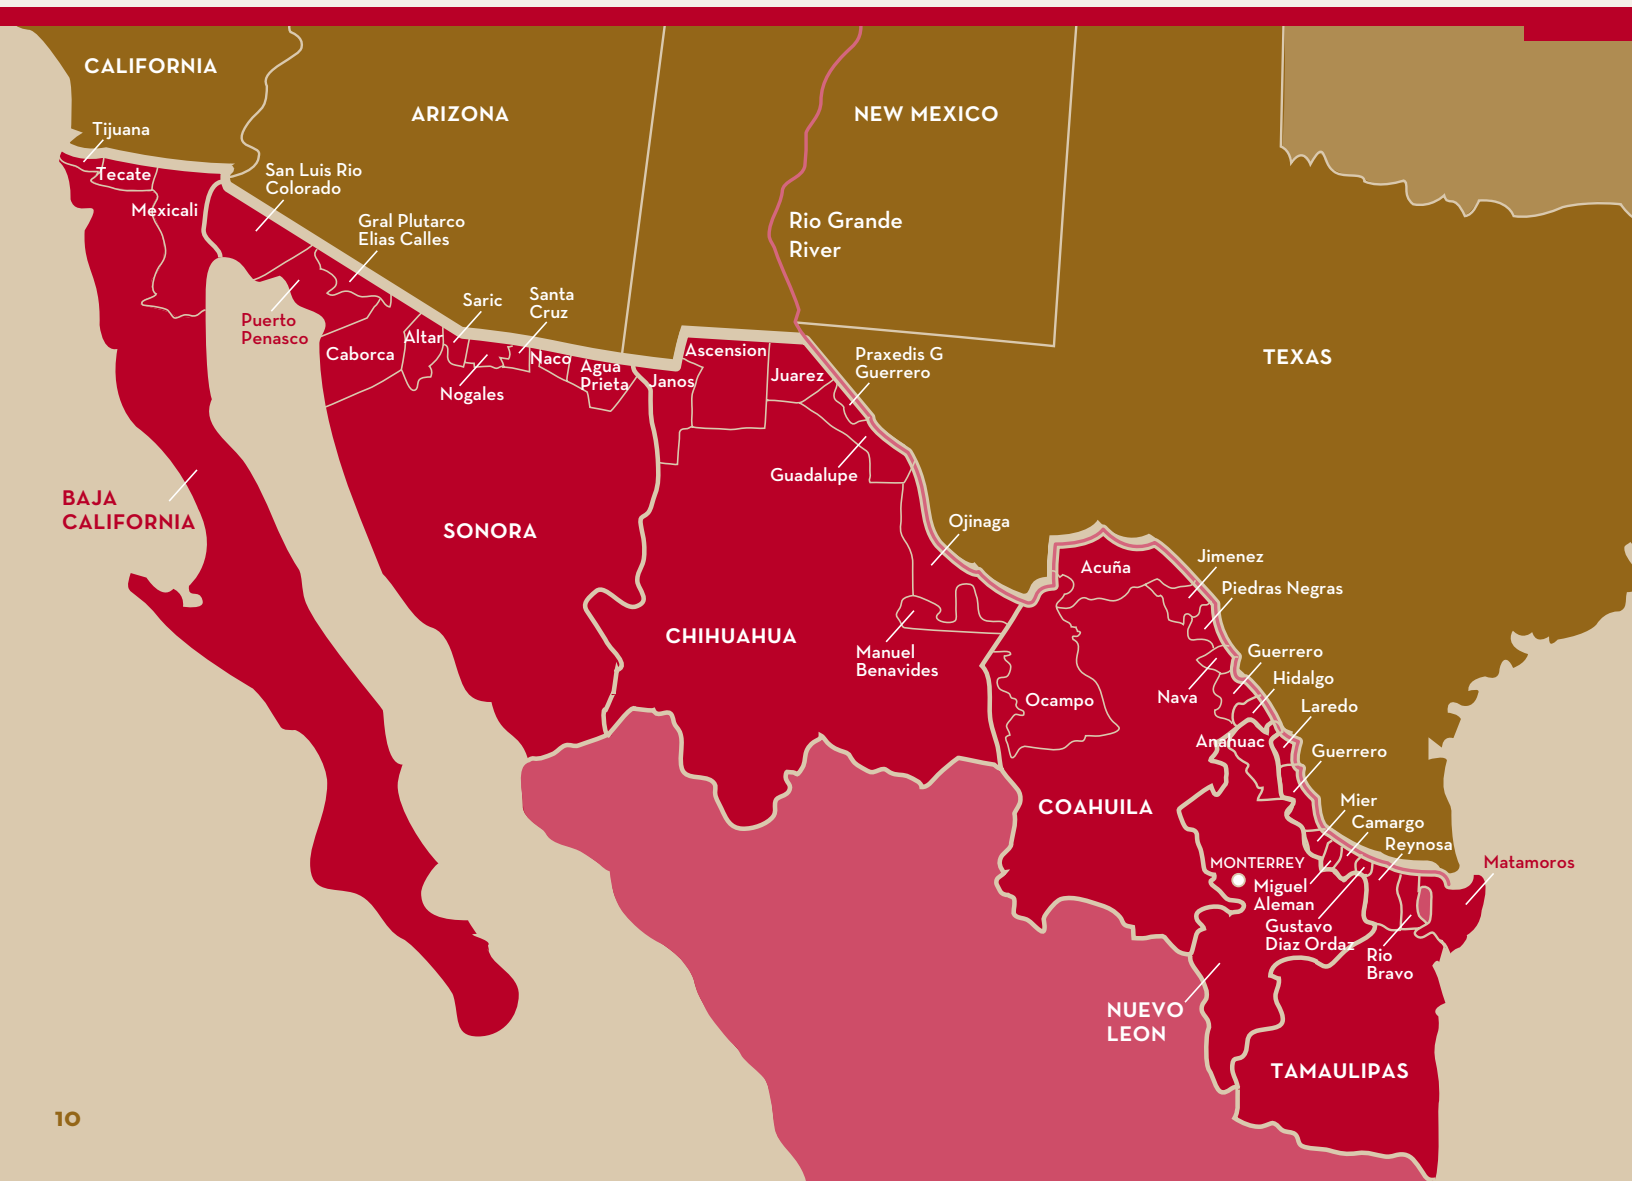 CALIFORNIA
ARIZONA
NEW MEXICO
Tijuana
Tecate
San Luis Rio
Colorado
Mexicali
Gral Plutarco
Elias Calles
Rio Grande
River
Saric
Santa
Cruz
Puerto
Penasco
Caborca
Altar
Nogales
Naco
Agua
Prieta
Janos
Ascension
Juarez
Praxedis G
Guerrero
TEXAS
Guadalupe
BAJA
CALIFORNIA
SONORA
Ojinaga
Acuña
Jimenez
Piedras Negras
CHIHUAHUA
Manuel
Benavides
Guerrero
Hidalgo
Nava
Ocampo
Laredo
Anahuac
Guerrero
COAHUILA
Mier
Camargo
Reynosa
MONTERREY
Matamoros
Miguel
Aleman
Gustavo
Diaz Ordaz
Rio
Bravo
NUEVO
LEON
TAMAULIPAS
10